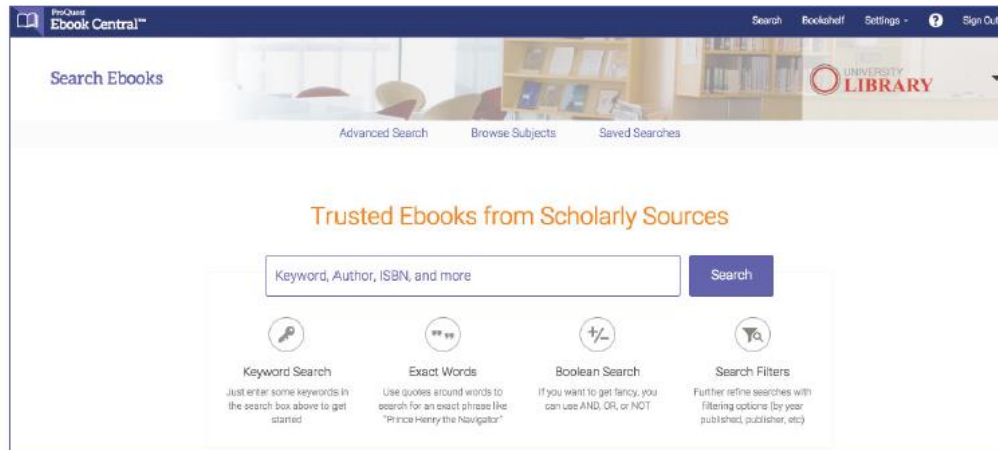 ProQuest
Ebook Central™
Search Bookshelf Settings Sign Out
Search Ebooks
UNIVERSITY
LIBRARY
Advanced Search Browse Subjects Saved Searches
Trusted Ebooks from Scholarly Sources
Keyword, Author, ISBN, and more Search
Keyword Search Exact Words Boolean Search Search Filters
Just enter some keywords in Use quotes around words to If you want to get fancy, you Further refine searches with
the search box above to get search for an exact phrase like can use AND, OR, or NOT filtering options (by year
started "Prince Henry the Navigator" published, publisher, etc)